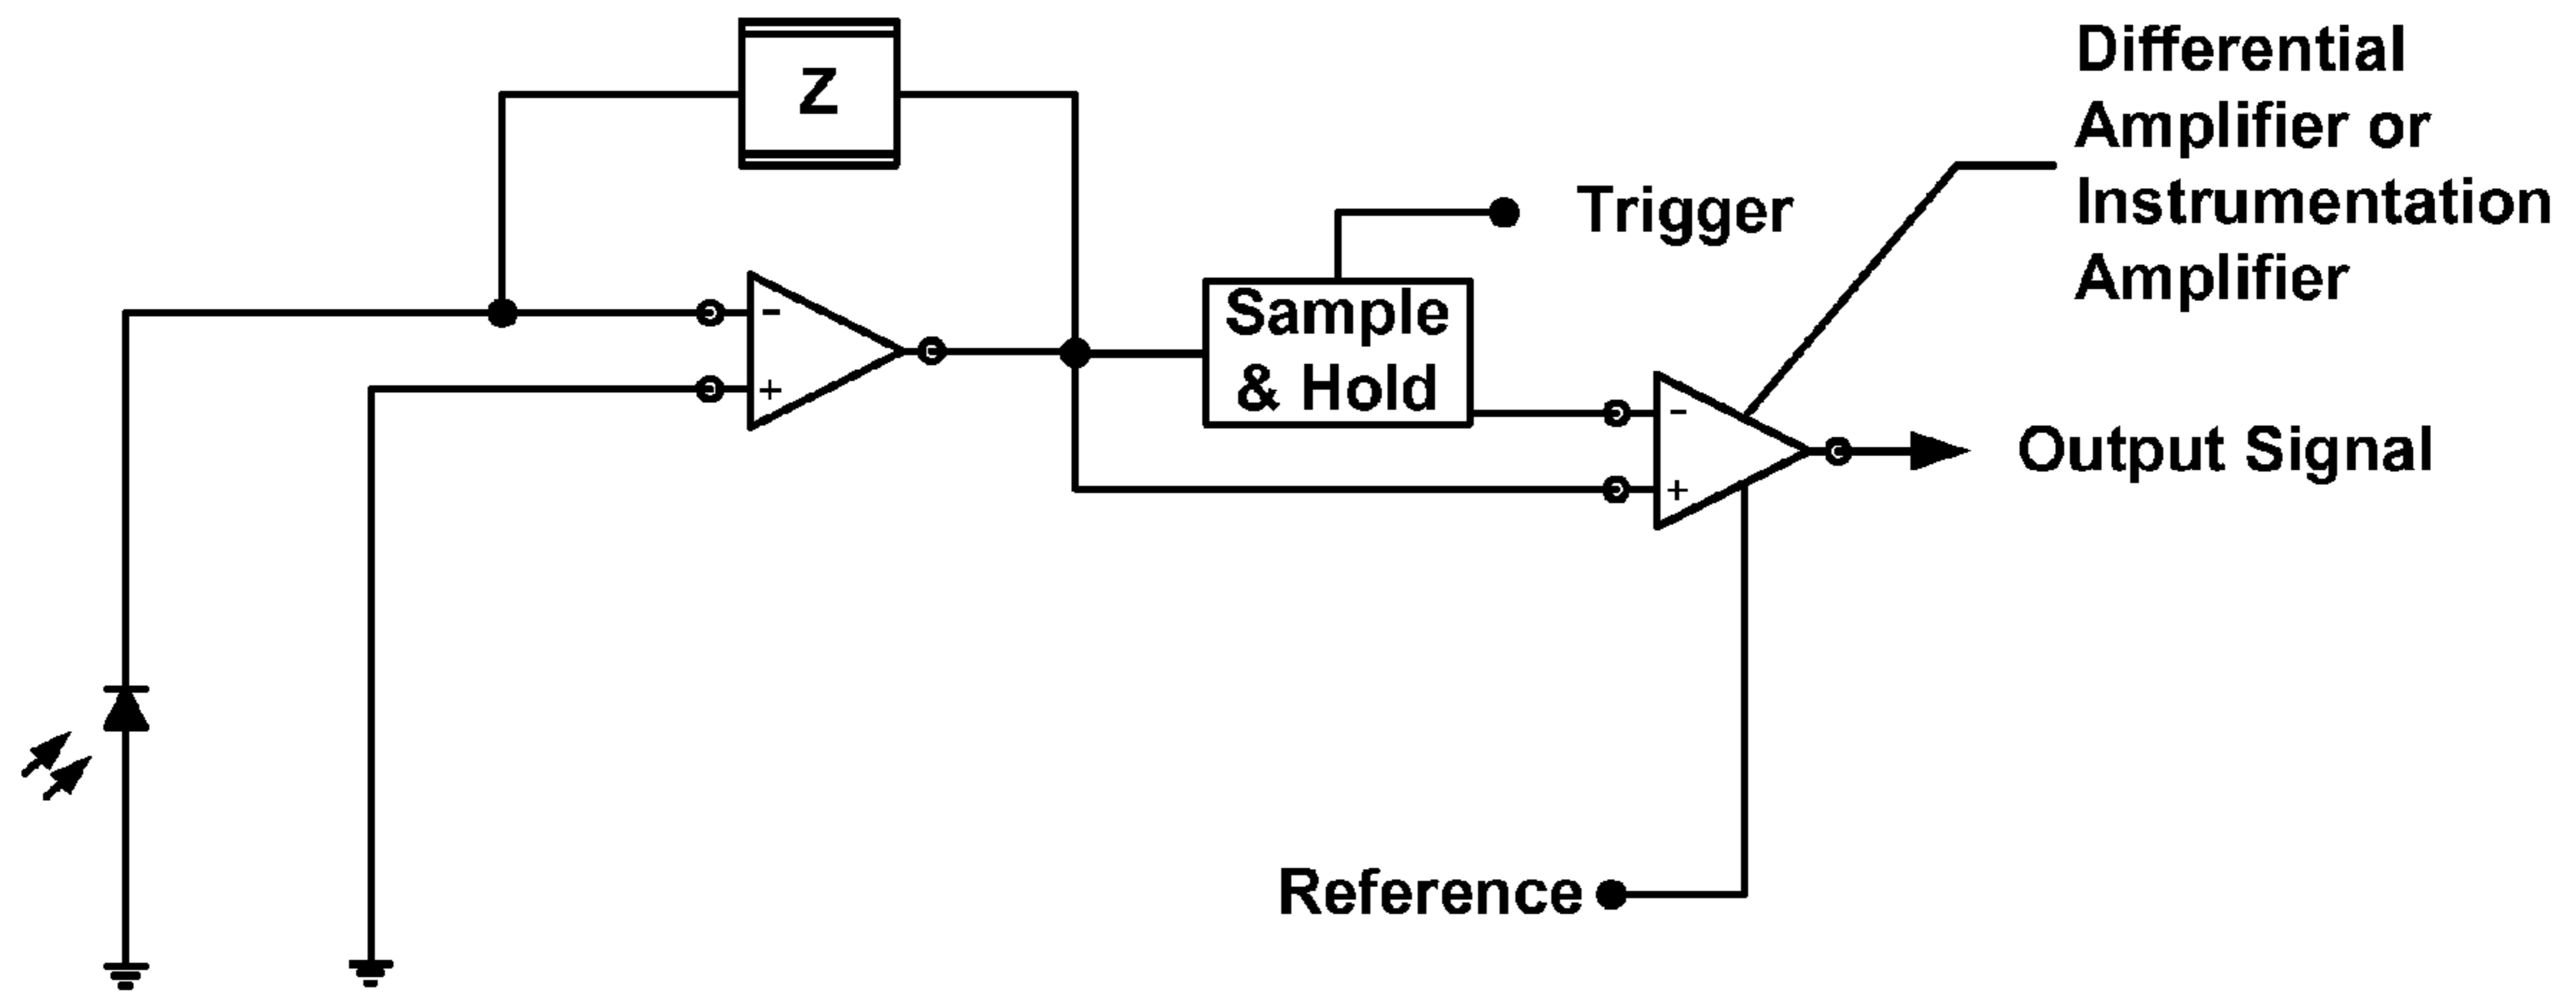 Z
Differential
Amplifier or
Instrumentation
Amplifier
Trigger
Sample
& Hold
-
+
-
+
Output Signal
Reference